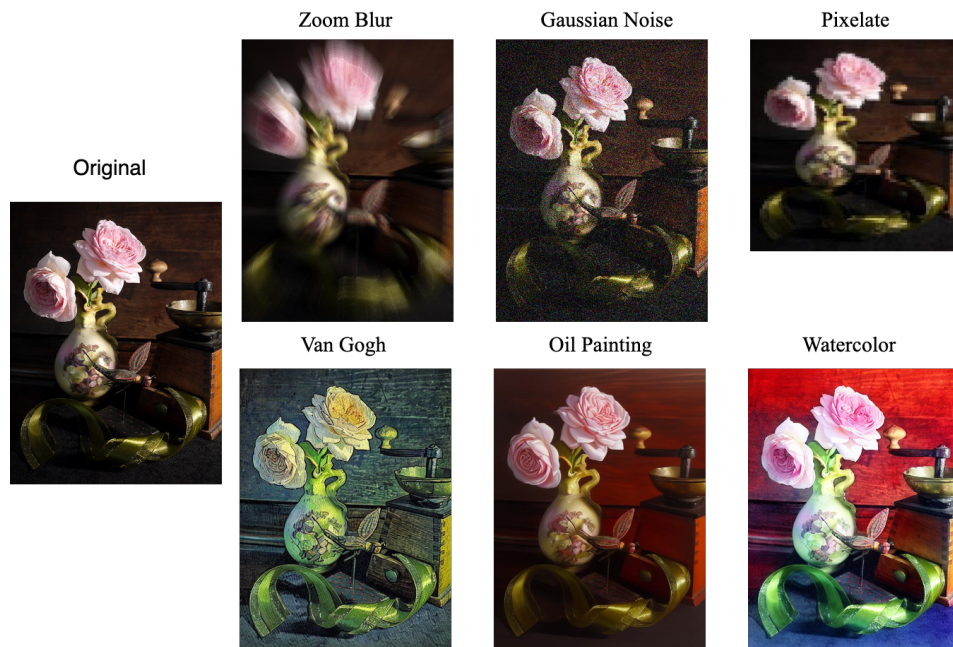 Zoom Blur
Gaussian Noise
Pixelate
Original
Van Gogh
Oil Painting
Watercolor